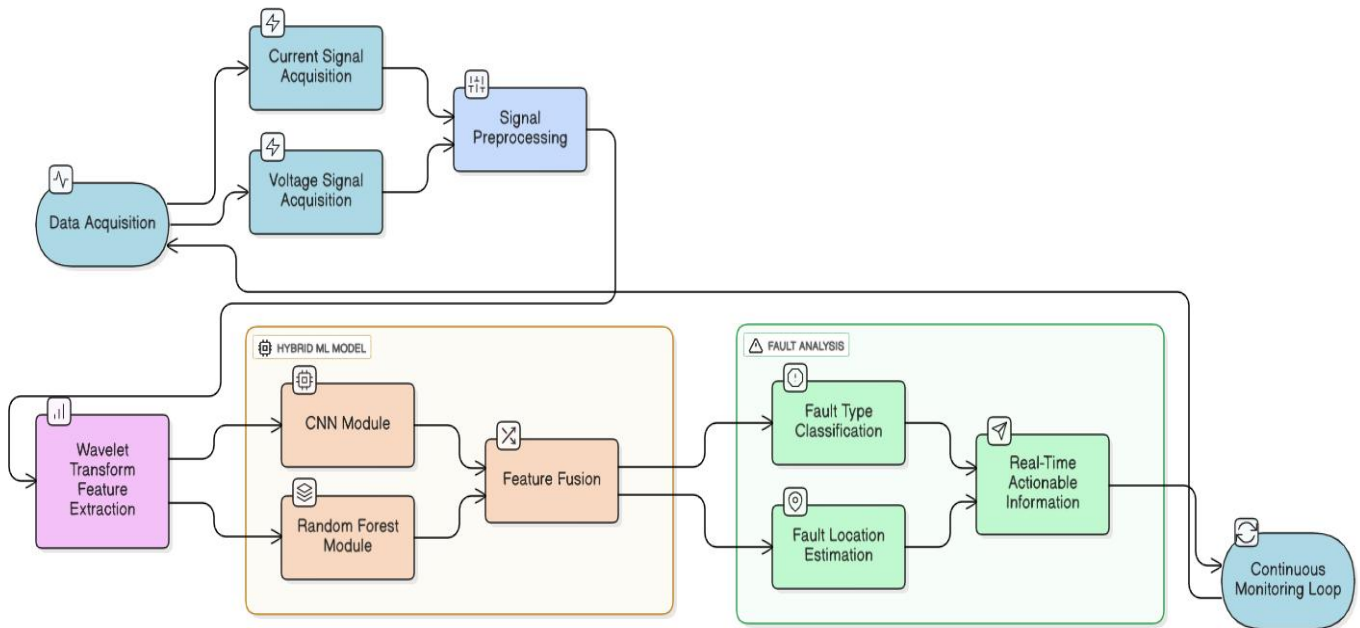 Current Signal
Acquisition
Signal
Preprocessing
Voltage Signal
Acquisition
Data Acquisition
HYBRID ML MODEL
FAULT ANALYSIS
CNN Module
Fault Type
Classification
Wavelet
Transform
Feature
Extraction
Feature Fusion
Real-Time
Actionable
Information
Random Forest
Module
Fault Location
Estimation
Continuous
Monitoring Loop